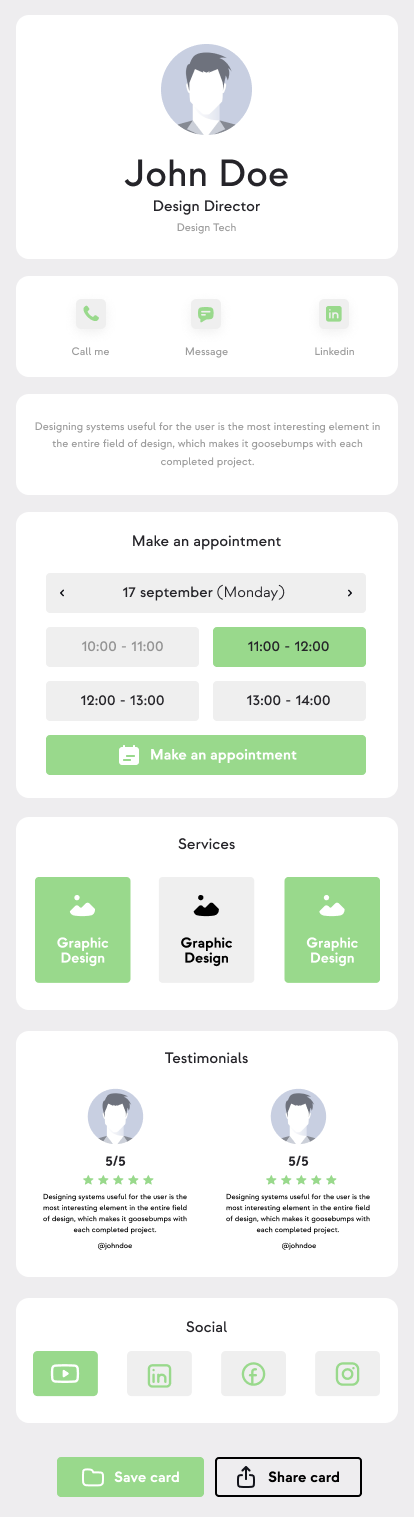 John Doe
Design Director
Design Tech
Call me
Message
Linkedin
Designing systems useful for the user is the most interesting element in
the entire field of design, which makes it goosebumps with each
completed project.
Make an appointment
17 september (Monday)
10:00 - 11:00
11:00 - 12:00
12:00 - 13:00
13:00 - 14:00
Make an appointment
Services
Graphic
Design
Graphic
Design
Graphic
Design
Testimonials
5/5
Designing systems useful for the user is the
most interesting element in the entire field
of design, which makes it goosebumps with
each completed project.
@johndoe
5/5
Designing systems useful for the user is the
most interesting element in the entire field
of design, which makes it goosebumps with
each completed project.
@johndoe
Social
Save card
Share card